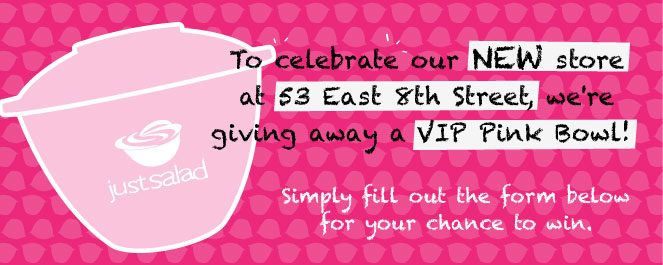 To celebrate our NEW store
at 53 East 8th Street, we're
giving away a VIP Pink Bowl!
just salad
Simply fill out the form below
for your chance to win.